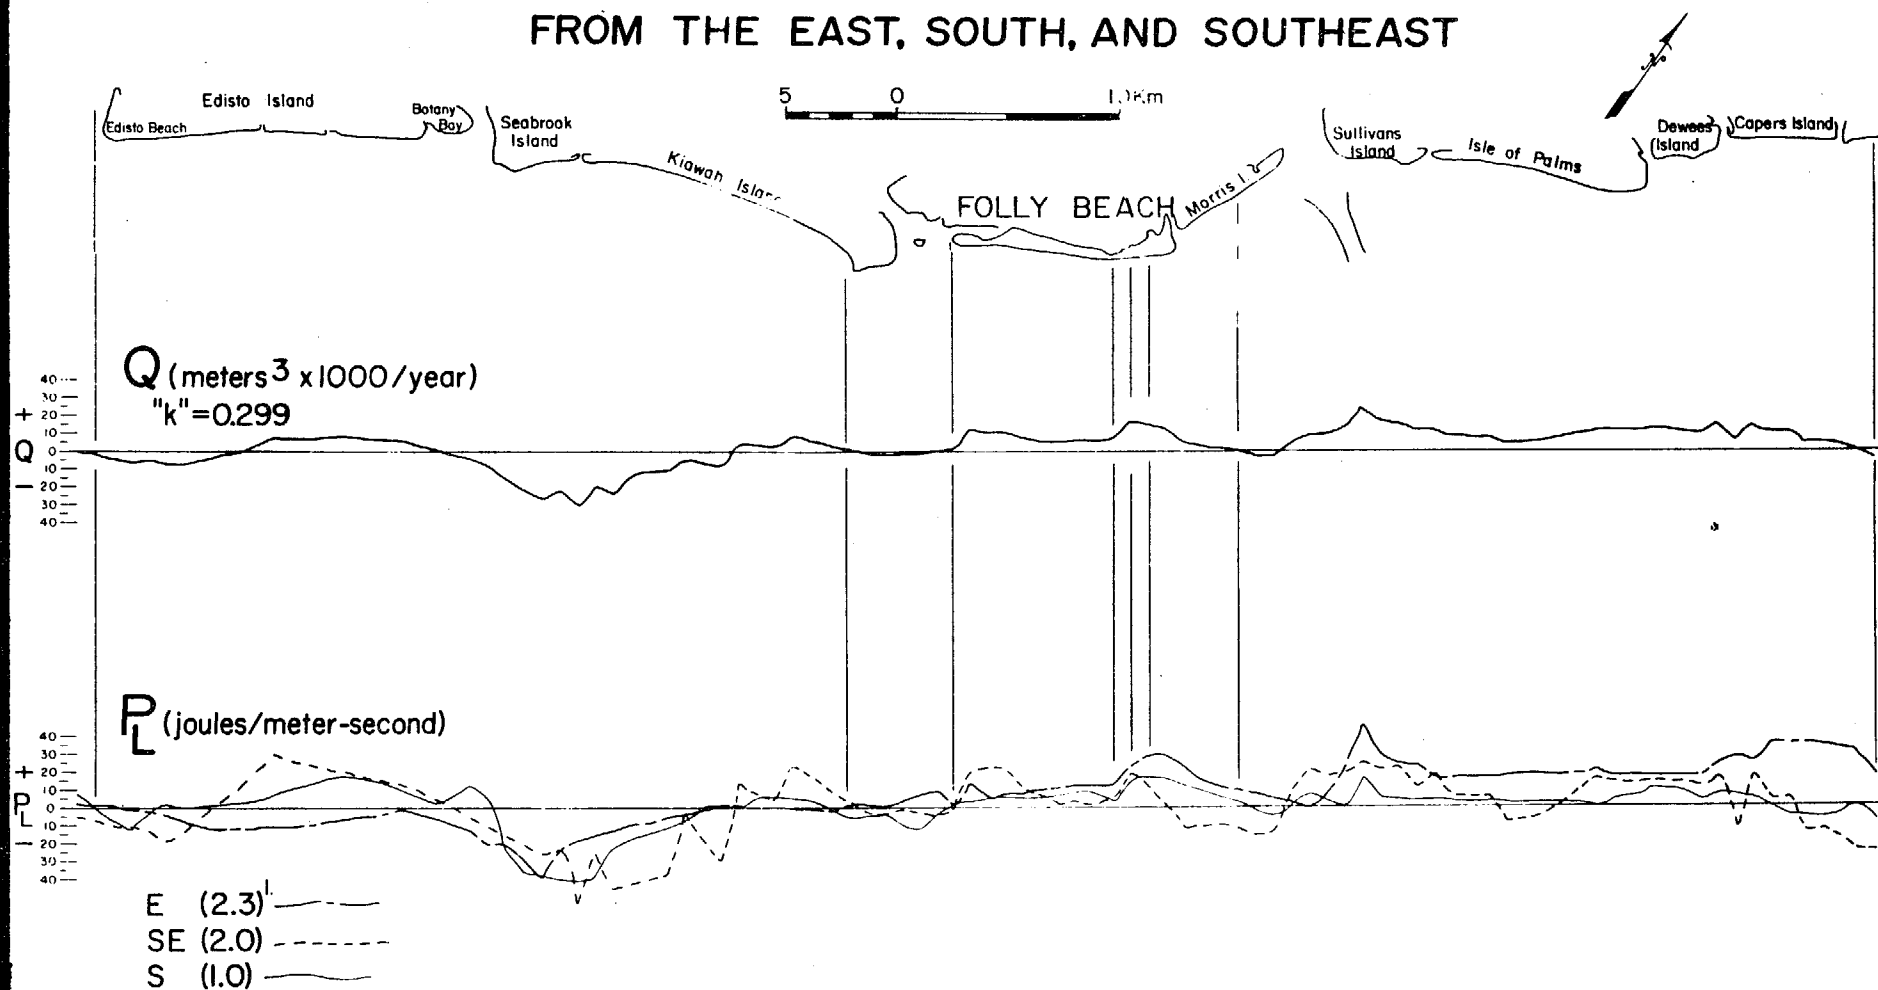 FROM THE EAST, SOUTH, AND SOUTHEAST
5 0
Edisto Island
Edisto Beach
Botany
Bay
Seabrook
Island
Kiawah
FOLLY BEACH
Morris I.
Sullivans
Island
Isle of Palms
Dewees
Island
Capers Island
Q (meters3 x1000/year)
"k"=0.299
40
30
+ 20
10
Q 0
10
- 20
30
40
PL (joules/meter-second)
40
30
+ 20
10
PL 0
10
- 20
30
40
E (2.3)1.
SE (2.0)
S (1.0)